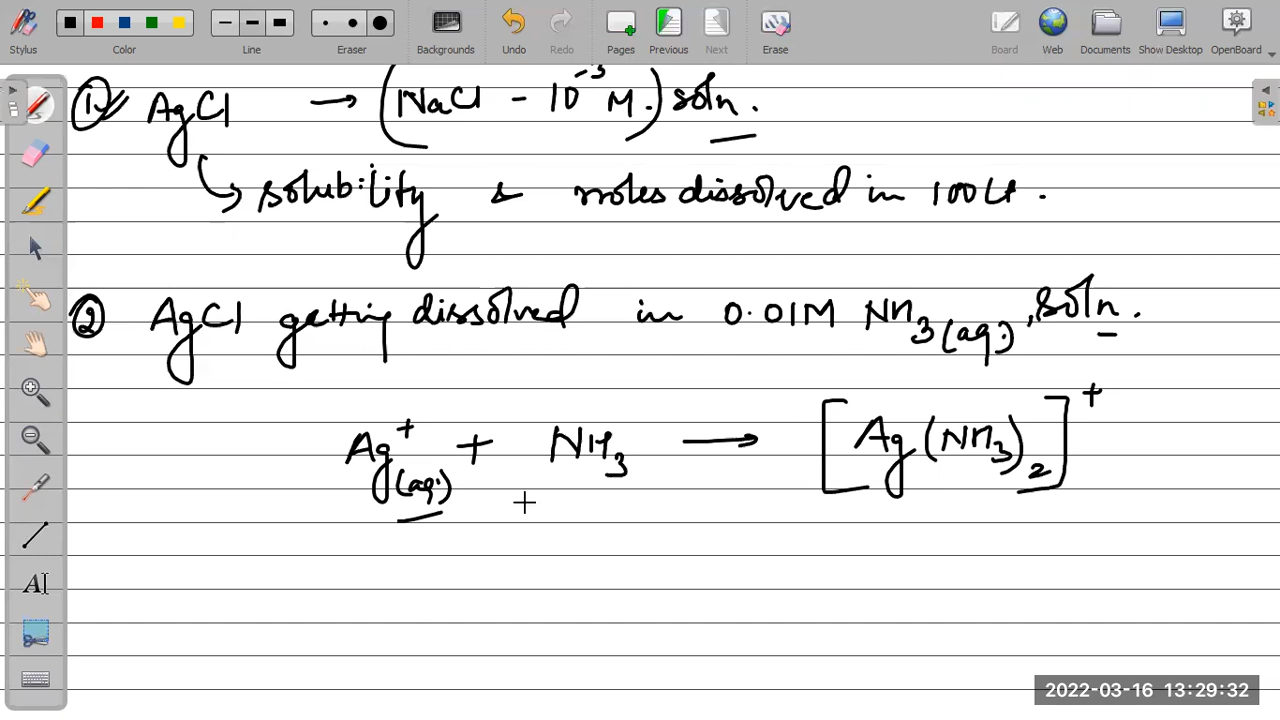 Stylus Color Line Eraser Backgrounds Undo Redo Pages Previous Next Erase Board Web Documents Show Desktop OpenBoard
① AgCl → (NaCl - 10⁻³ M.) soln.
↳ solubility & moles dissolved in 100 Lt.
② AgCl getting dissolved in 0.01M NH₃(aq.), soln.
Ag⁺(aq.) + NH₃ → [Ag(NH₃)₂]⁺
2022-03-16 13:29:32